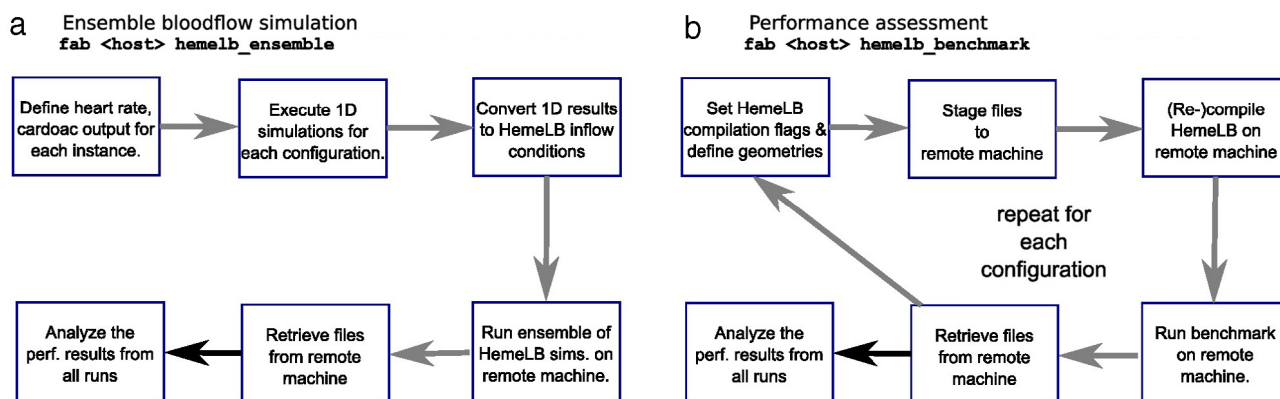 a
Ensemble bloodflow simulation
fab <host> hemelb_ensemble
Define heart rate,
cardoac output for
each instance.
Execute 1D
simulations for
each configuration.
Convert 1D results
to HemeLB inflow
conditions
Analyze the
perf. results from
all runs
Retrieve files
from remote
machine
Run ensemble of
HemeLB sims. on
remote machine.
b
Performance assessment
fab <host> hemelb_benchmark
Set HemeLB
compilation flags &
define geometries
Stage files
to
remote machine
(Re-)compile
HemeLB on
remote machine
repeat for
each
configuration
Analyze the
perf. results from
all runs
Retrieve files
from remote
machine
Run benchmark
on remote
machine.